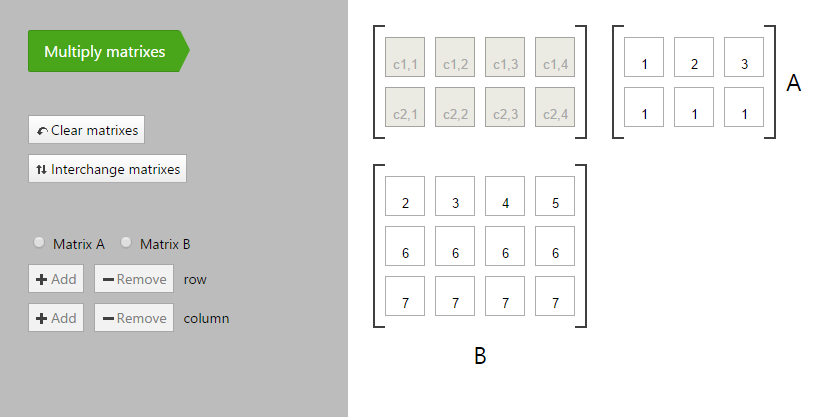 Multiply matrixes
Clear matrixes
Interchange matrixes
Matrix A Matrix B
Add Remove row
Add Remove column
c1,1 c1,2 c1,3 c1,4
c2,1 c2,2 c2,3 c2,4
1 2 3
1 1 1
A
2 3 4 5
6 6 6 6
7 7 7 7
B